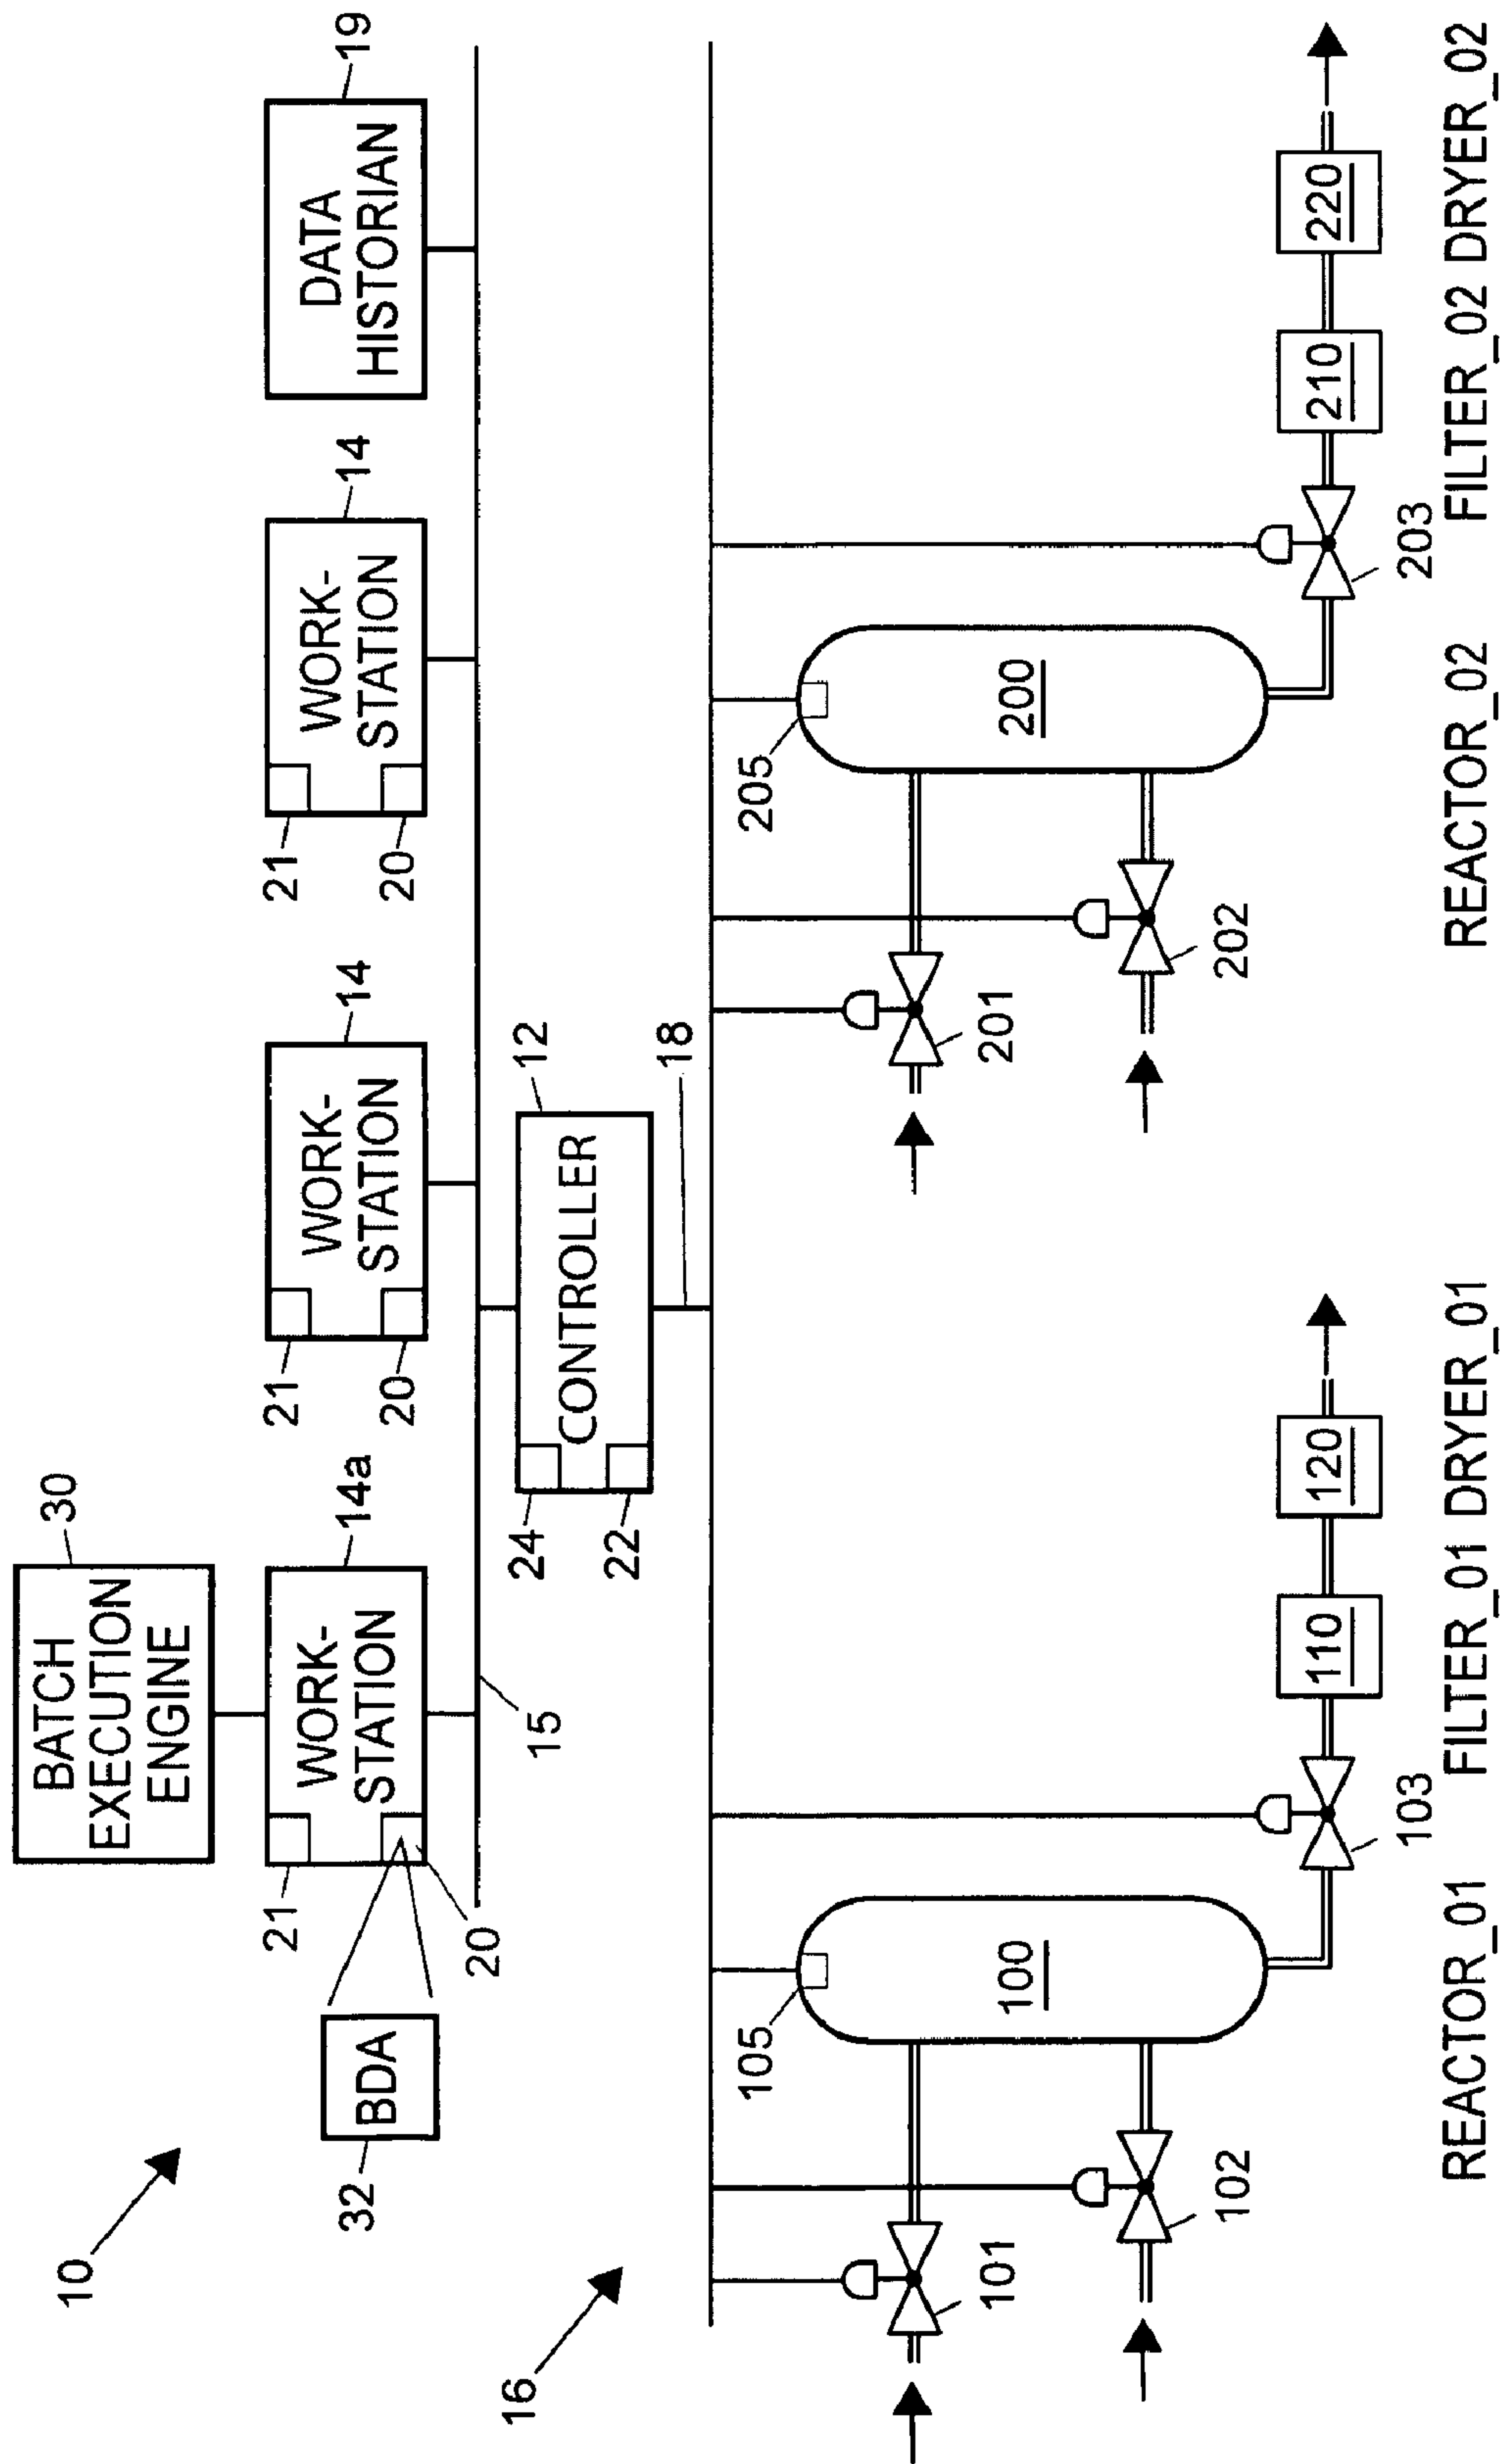 10
30
BATCH
EXECUTION
ENGINE
32
BDA
21
WORK-
STATION
14a
20
21
WORK-
STATION
14
20
21
WORK-
STATION
14
20
DATA
HISTORIAN
19
15
24
CONTROLLER
12
22
18
16
101
102
105
100
103
110
120
201
202
205
200
203
210
220
REACTOR_01
FILTER_01 DRYER_01
REACTOR_02
FILTER_02 DRYER_02